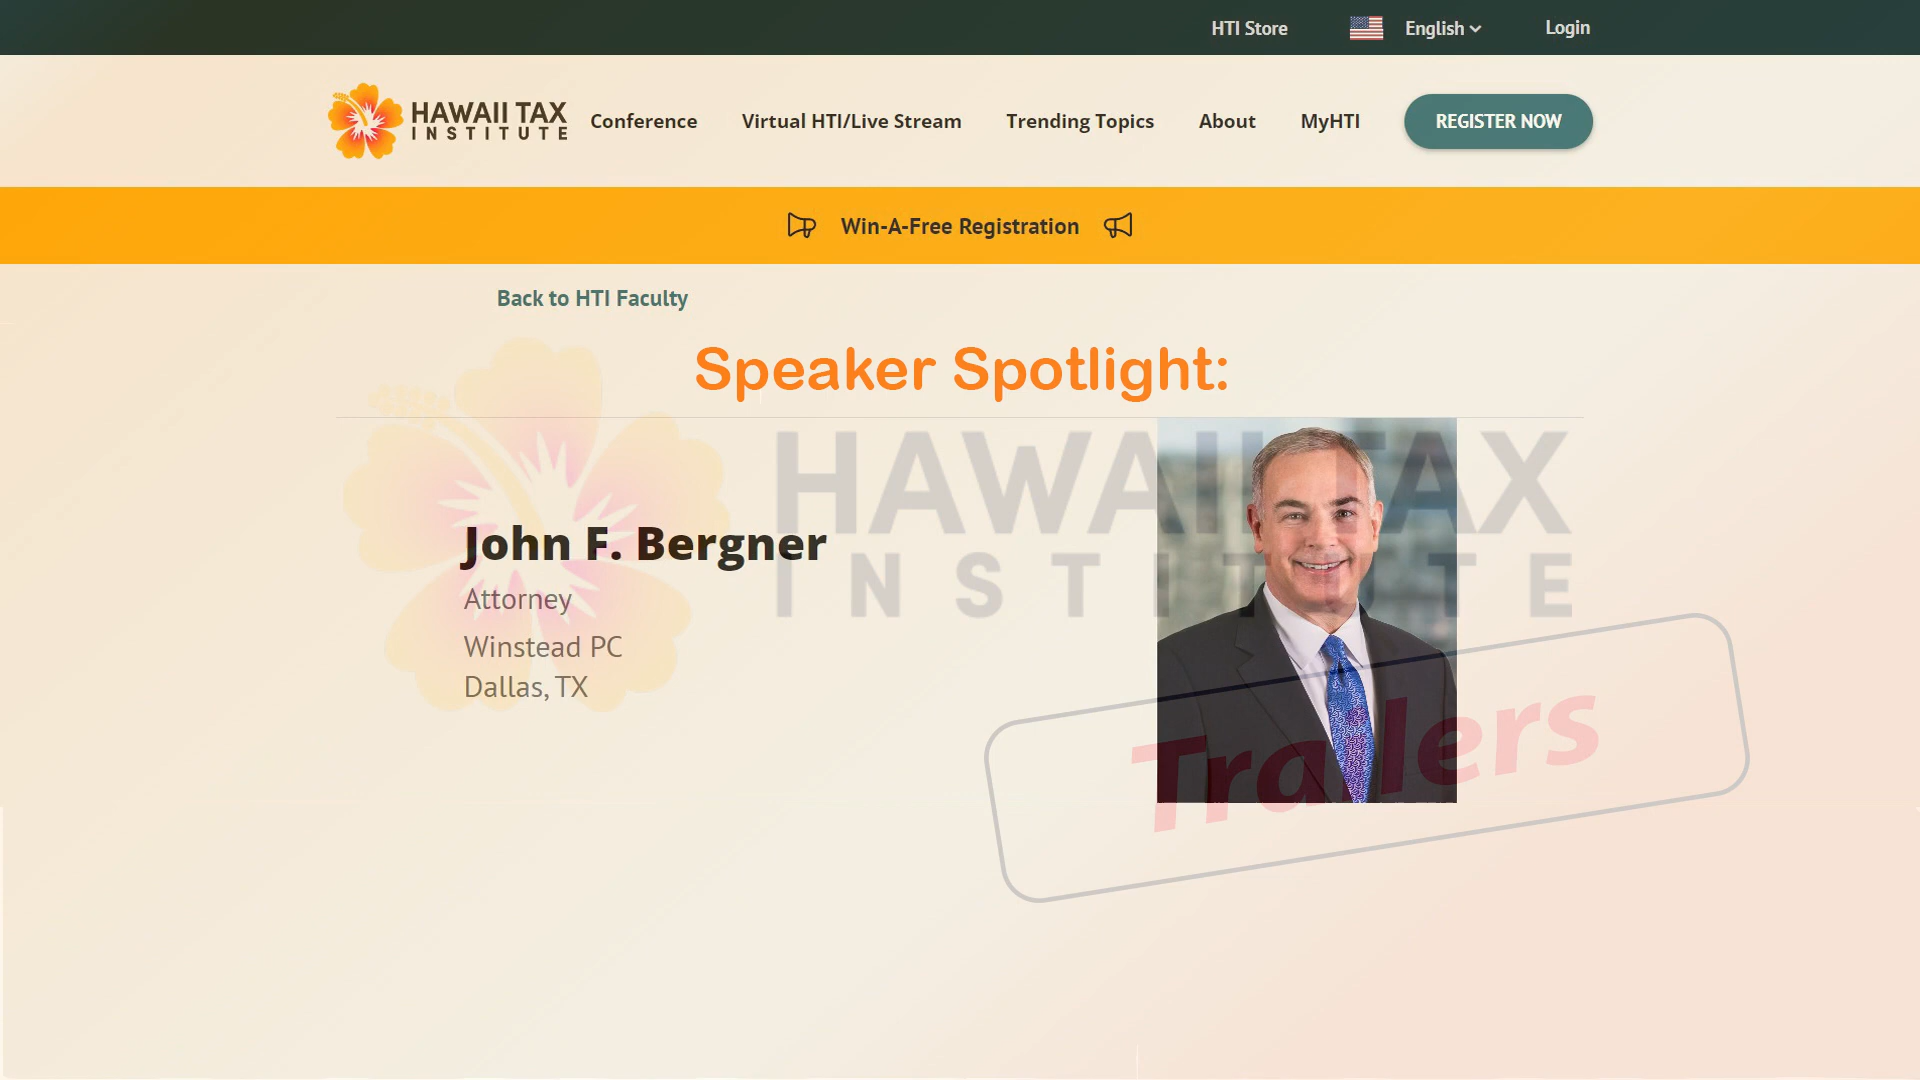 HTI Store English Login
HAWAII TAX
INSTITUTE
Conference Virtual HTI/Live Stream Trending Topics About MyHTI REGISTER NOW
Win-A-Free Registration
Back to HTI Faculty
Speaker Spotlight:
HAWAII TAX
INSTITUTE
John F. Bergner
Attorney
Winstead PC
Dallas, TX
Trailers